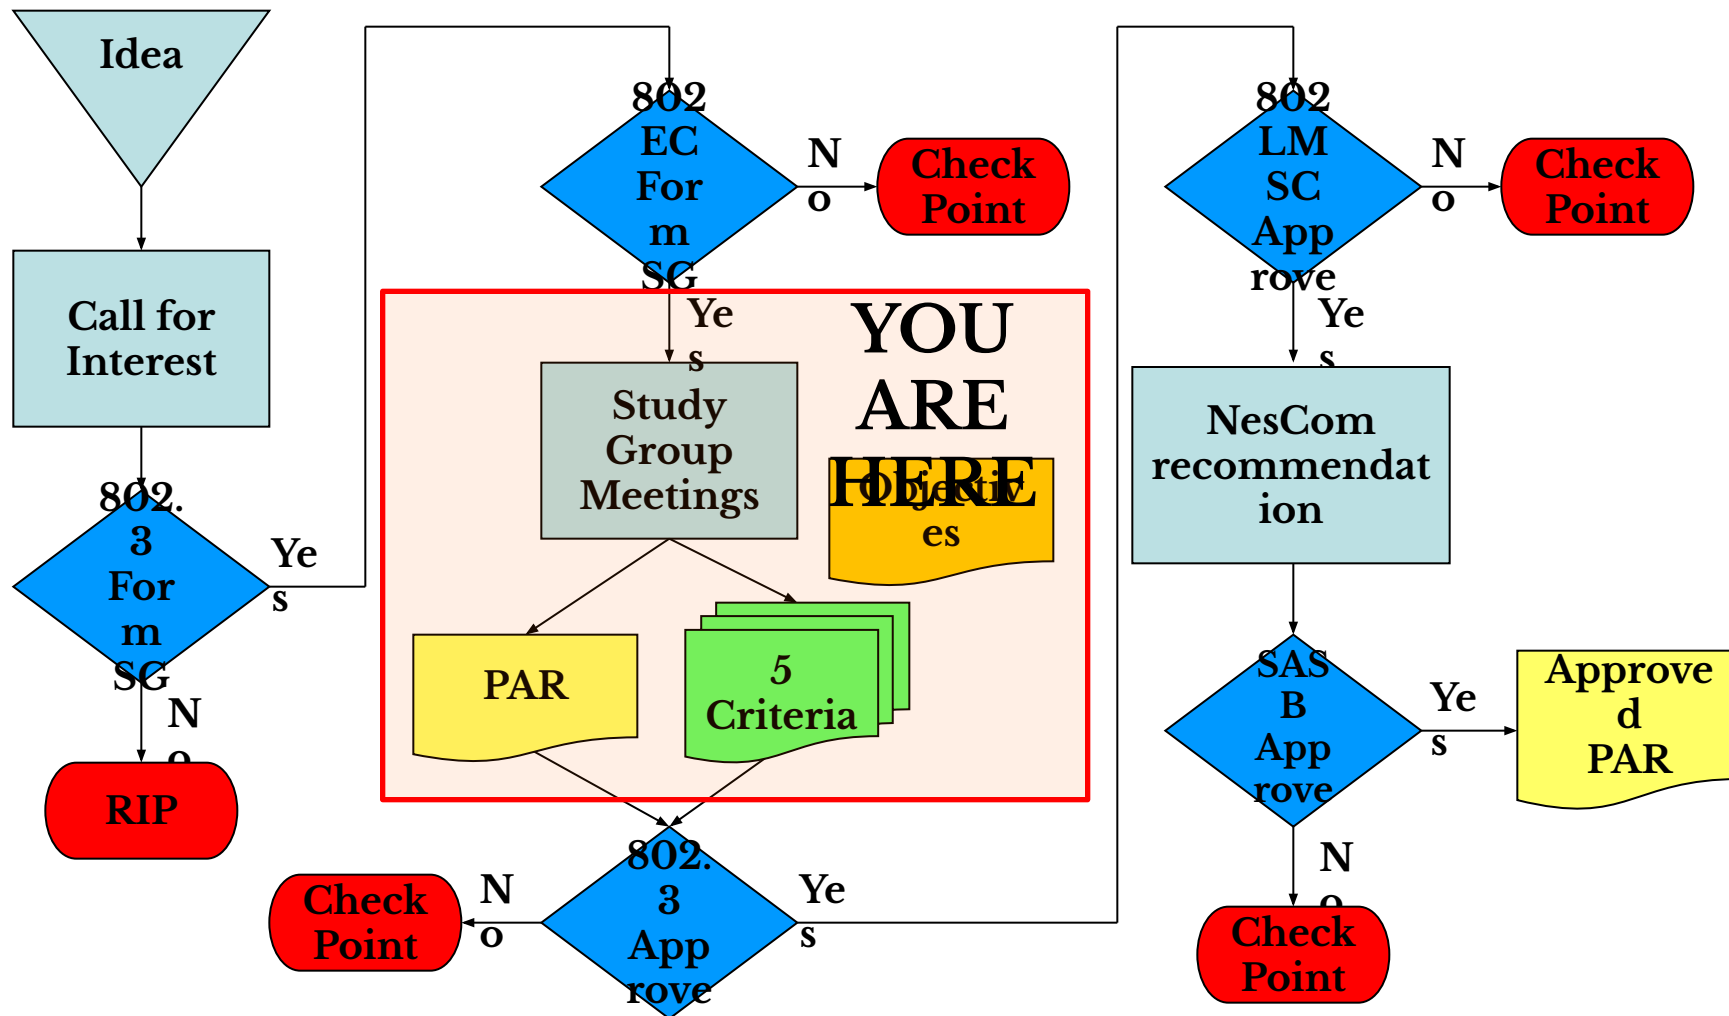 Idea
Call for
Interest
802.
3
For
m
SG
Ye
s
N
o
RIP
802
EC
For
m
SG
N
o
Check
Point
Ye
s
YOU
ARE
HERE
Study
Group
Meetings
Objectiv
es
PAR
5
Criteria
802.
3
App
rove
N
o
Check
Point
Ye
s
802
LM
SC
App
rove
N
o
Check
Point
Ye
s
NesCom
recommendat
ion
SAS
B
App
rove
Ye
s
Approve
d
PAR
N
o
Check
Point